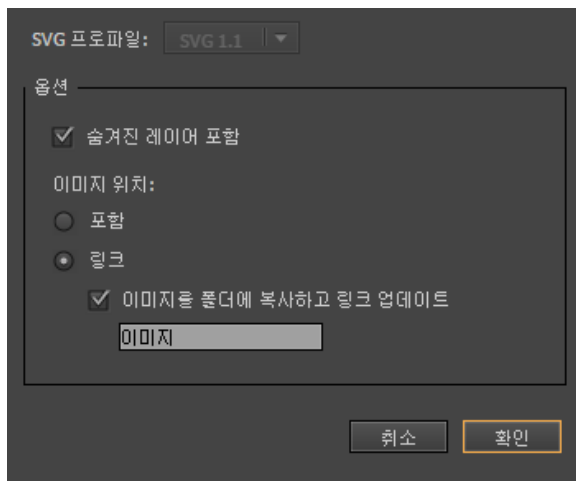 SVG 프로파일: SVG 1.1
옵션
숨겨진 레이어 포함
이미지 위치:
포함
링크
이미지를 폴더에 복사하고 링크 업데이트
이미지
취소 확인